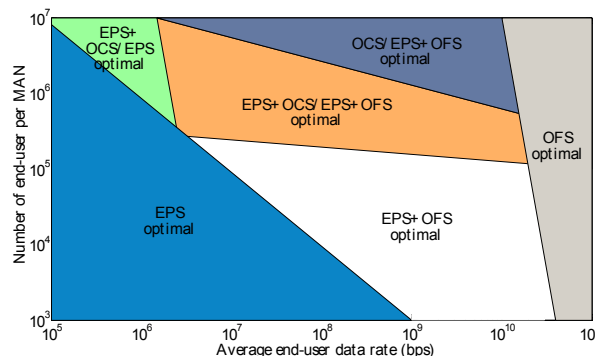 10^7
10^6
10^5
10^4
10^3
Number of end-user per MAN
EPS+
OCS/ EPS
optimal
OCS/ EPS+ OFS
optimal
EPS+ OCS/ EPS+ OFS
optimal
OFS
optimal
EPS
optimal
EPS+ OFS
optimal
10^5 10^6 10^7 10^8 10^9 10^10
Average end-user data rate (bps)